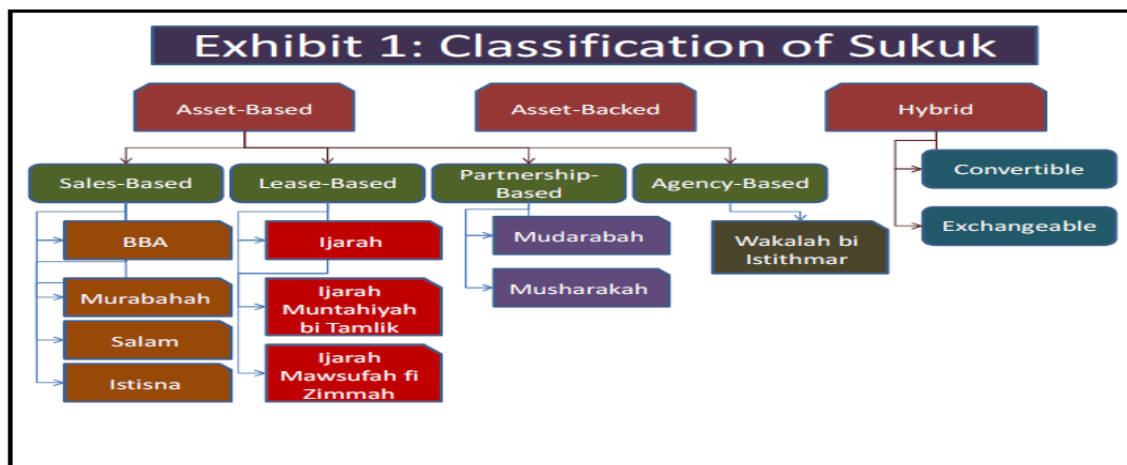 Exhibit 1: Classification of Sukuk
Asset-Based
Asset-Backed
Hybrid
Sales-Based
Lease-Based
Partnership-
Based
Agency-Based
Convertible
Exchangeable
BBA
Murabahah
Salam
Istisna
Ijarah
Ijarah
Muntahiyah
bi Tamlik
Ijarah
Mawsufah fi
Zimmah
Mudarabah
Musharakah
Wakalah bi
Istithmar